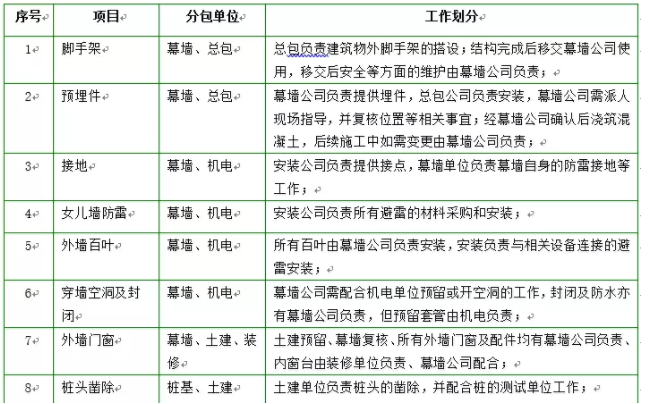 序号 项目 分包单位 工作划分
1 脚手架 幕墙、总包 总包负责建筑物外脚手架的搭设；结构完成后移交幕墙公司使
用，移交后安全等方面的维护由幕墙公司负责；
2 预埋件 幕墙、总包 幕墙公司负责提供埋件，总包公司负责安装，幕墙公司需派人
现场指导，并复核位置等相关事宜；经幕墙公司确认后浇筑混
凝土，后续施工中如需变更由幕墙公司负责；
3 接地 幕墙、机电 安装公司负责提供接点，幕墙单位负责幕墙自身的防雷接地等
工作；
4 女儿墙防雷 幕墙、机电 安装公司负责所有避雷的材料采购和安装；
5 外墙百叶 幕墙、机电 所有百叶由幕墙公司负责安装，安装负责与相关设备连接的避
雷安装；
6 穿墙空洞及封 幕墙、机电 幕墙公司需配合机电单位预留或开空洞的工作，封闭及防水亦
闭 有幕墙公司负责，但预留套管由机电负责；
7 外墙门窗 幕墙、土建、装 土建预留、幕墙复核、所有外墙门窗及配件均有幕墙公司负责、
修 内窗台由装修单位负责、幕墙公司配合；
8 桩头凿除 桩基、土建 土建单位负责桩头的凿除，并配合桩的测试单位工作；